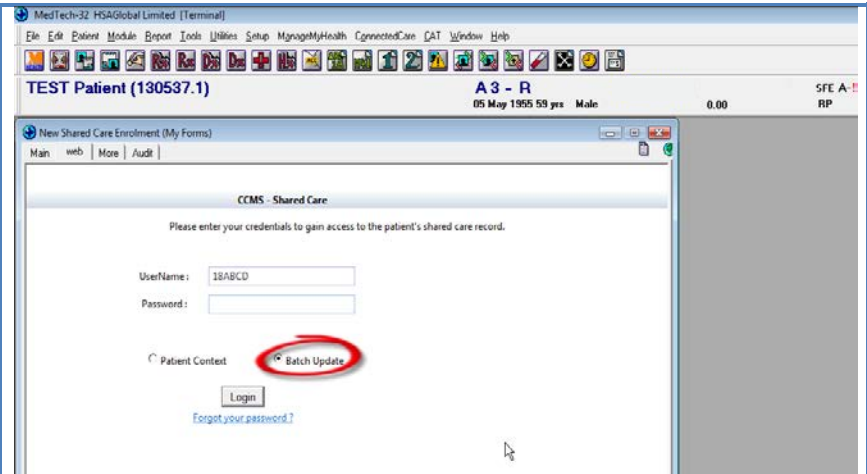 MedTech-32 HSAGlobal Limited [Terminal]
File Edit Patient Module Report Tools Utilities Setup ManageMyHealth ConnectedCare CAT Window Help
TEST Patient (130537.1) A3 - R SFE A-!!
05 May 1955 59 yrs Male 0.00 RP
New Shared Care Enrolment (My Forms)
Main web More Audit
CCMS - Shared Care
Please enter your credentials to gain access to the patient's shared care record.
UserName : 18ABCD
Password :
Patient Context Batch Update
Login
Forgot your password ?